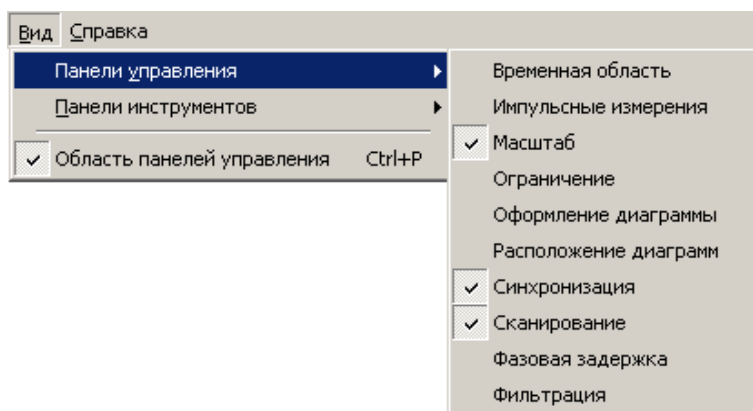 Вид Справка
Панели управления
Панели инструментов
Область панелей управления Ctrl+P
Временная область
Импульсные измерения
Масштаб
Ограничение
Оформление диаграммы
Расположение диаграмм
Синхронизация
Сканирование
Фазовая задержка
Фильтрация